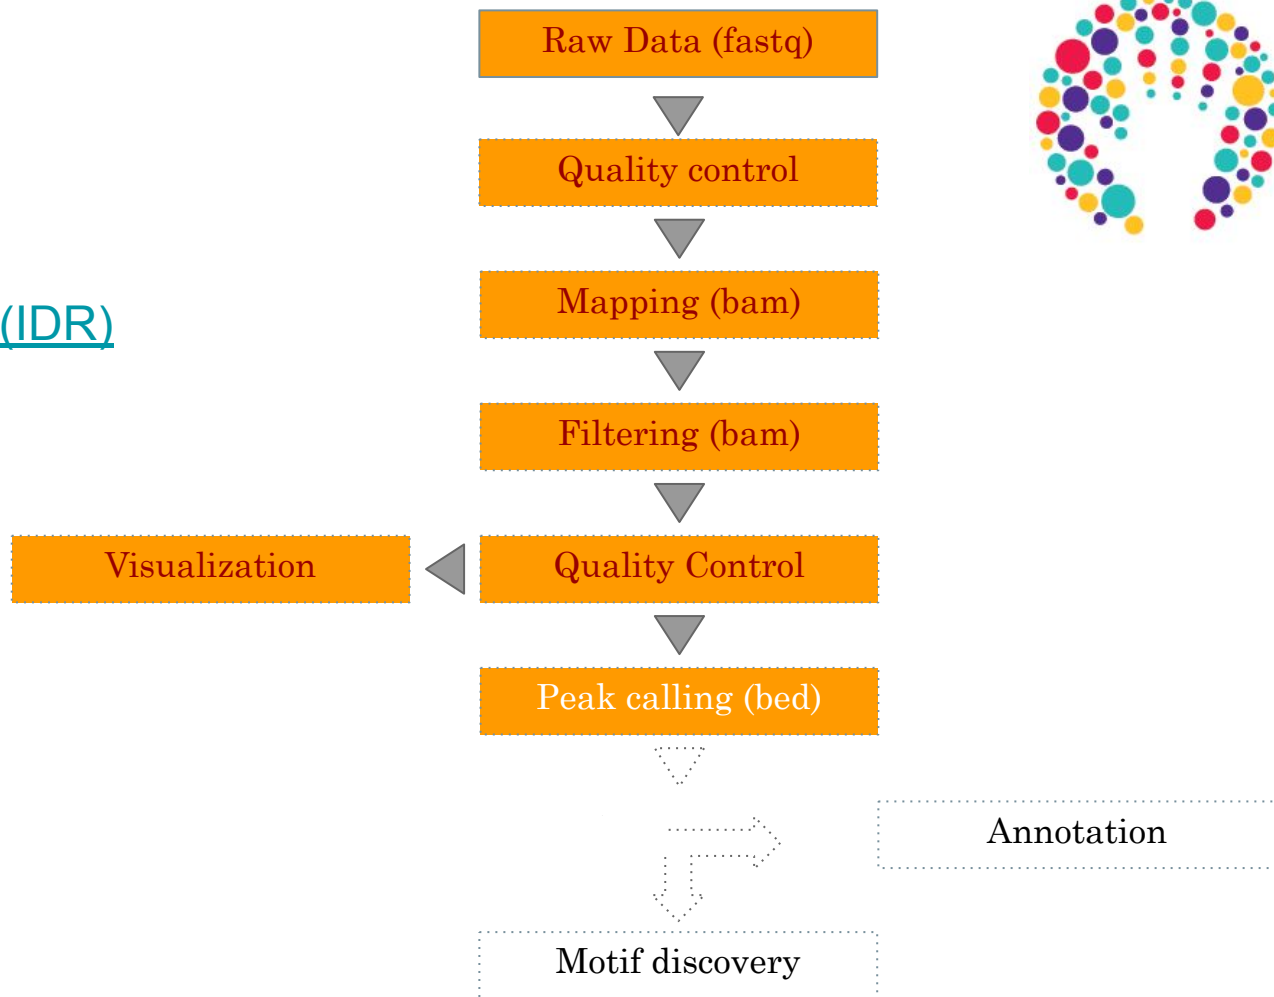 Raw Data (fastq)
Quality control
Mapping (bam)
(IDR)
Filtering (bam)
Visualization
Quality Control
Peak calling (bed)
Annotation
Motif discovery